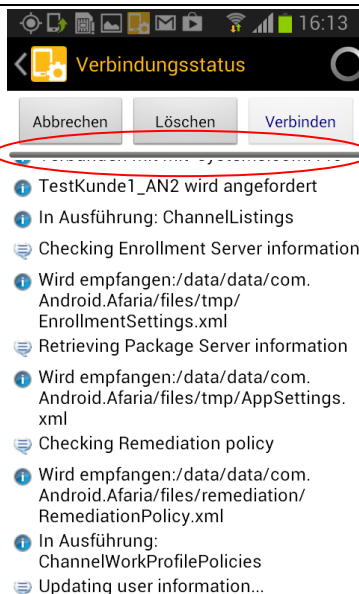 16:13
Verbindungsstatus
Abbrechen Löschen Verbinden
TestKunde1_AN2 wird angefordert
In Ausführung: ChannelListings
Checking Enrollment Server information
Wird empfangen:/data/data/com.
Android.Afaria/files/tmp/
EnrollmentSettings.xml
Retrieving Package Server information
Wird empfangen:/data/data/com.
Android.Afaria/files/tmp/AppSettings.
xml
Checking Remediation policy
Wird empfangen:/data/data/com.
Android.Afaria/files/remediation/
RemediationPolicy.xml
In Ausführung:
ChannelWorkProfilePolicies
Updating user information...